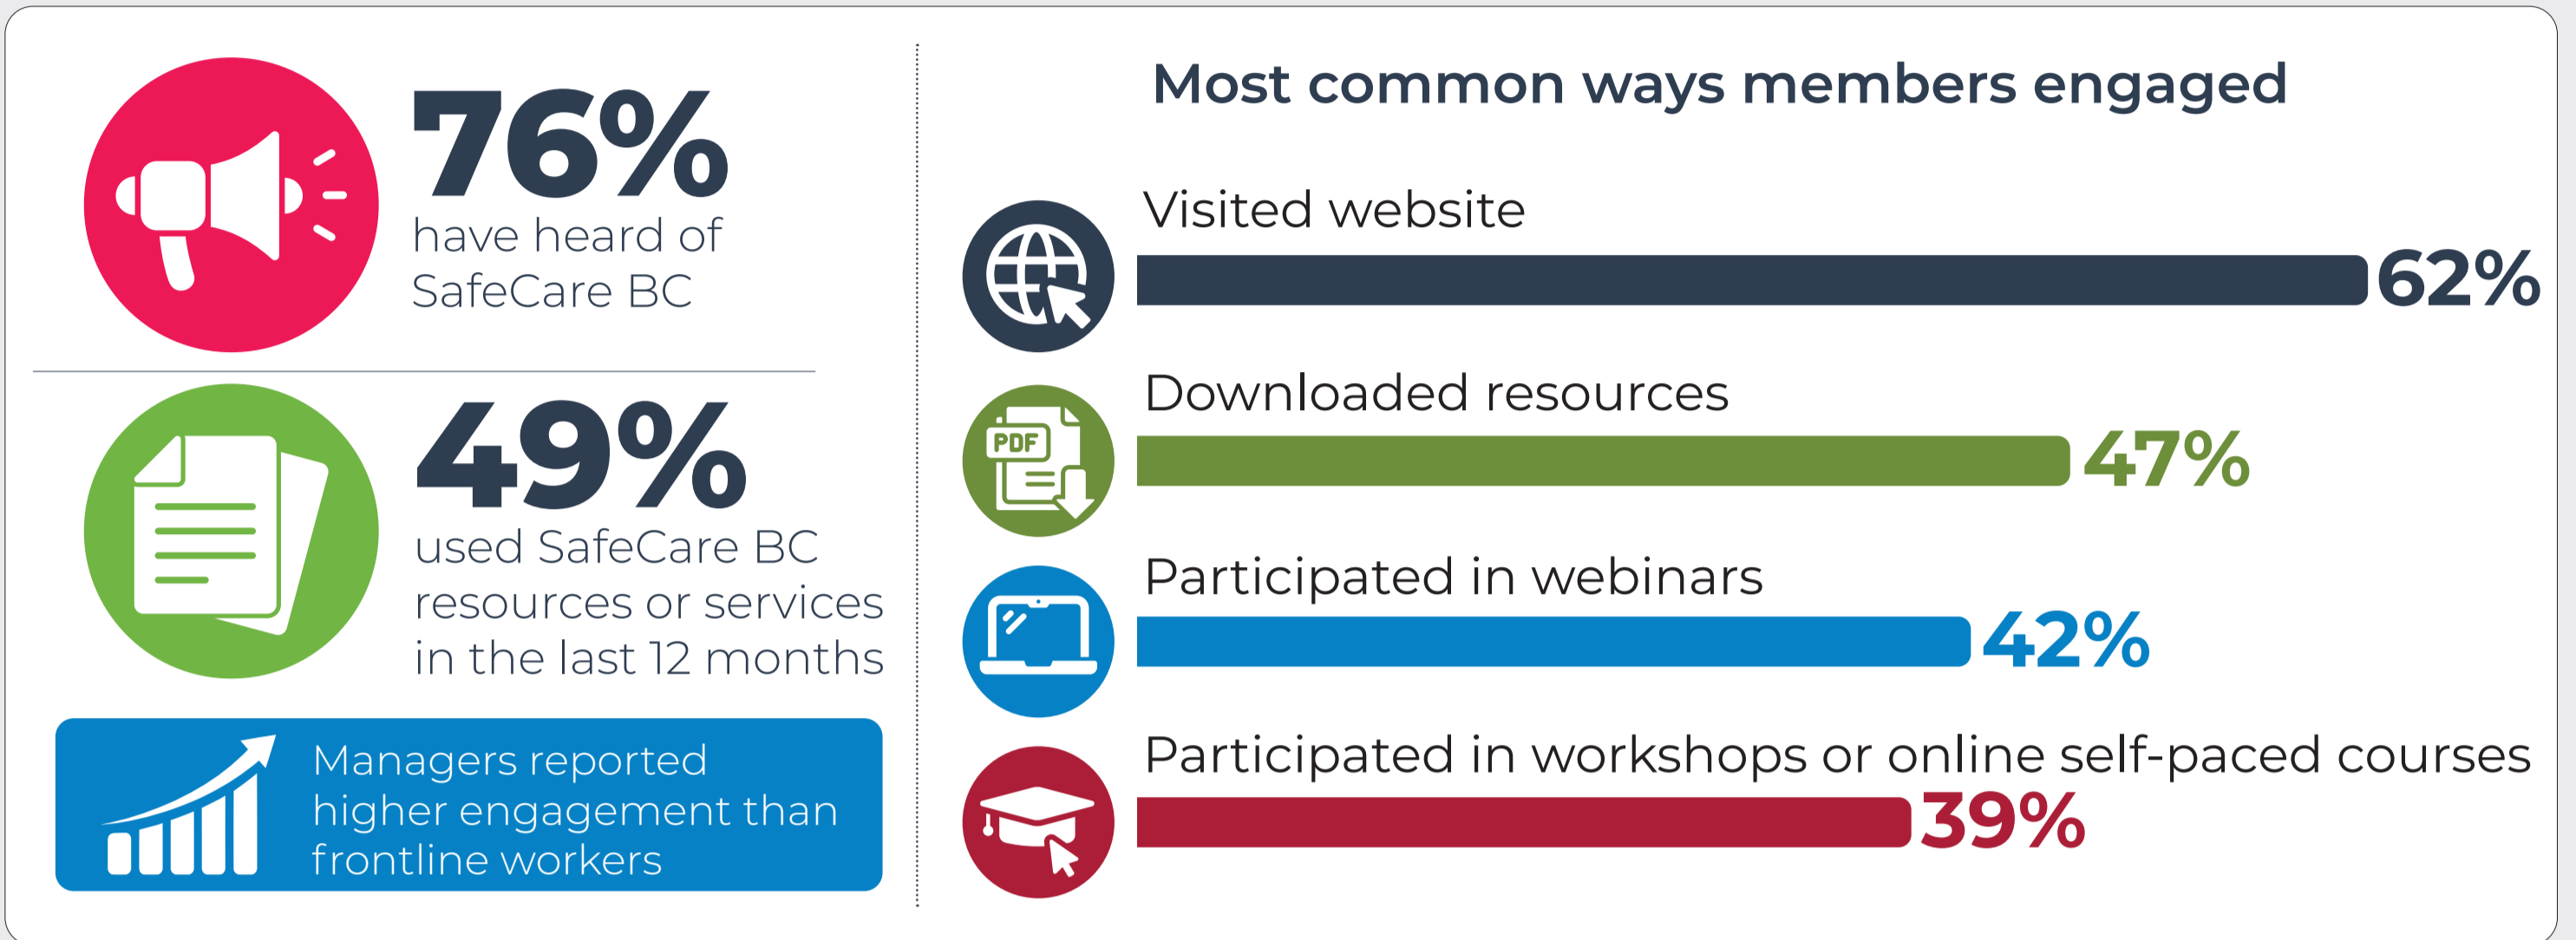 76%
have heard of
SafeCare BC
49%
used SafeCare BC
resources or services
in the last 12 months
Managers reported
higher engagement than
frontline workers
Most common ways members engaged
Visited website
62%
Downloaded resources
PDF
47%
Participated in webinars
42%
Participated in workshops or online self-paced courses
39%